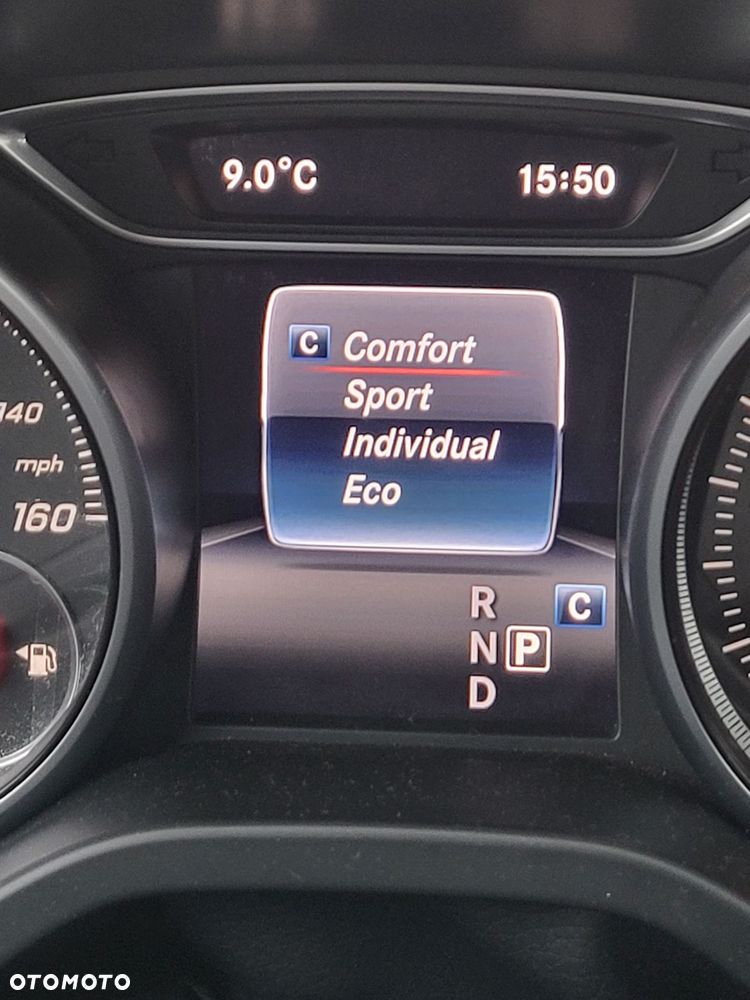 9.0°C 15:50
C Comfort
Sport
Individual
Eco
140
mph
160
R C
N P
D
OTOMOTO